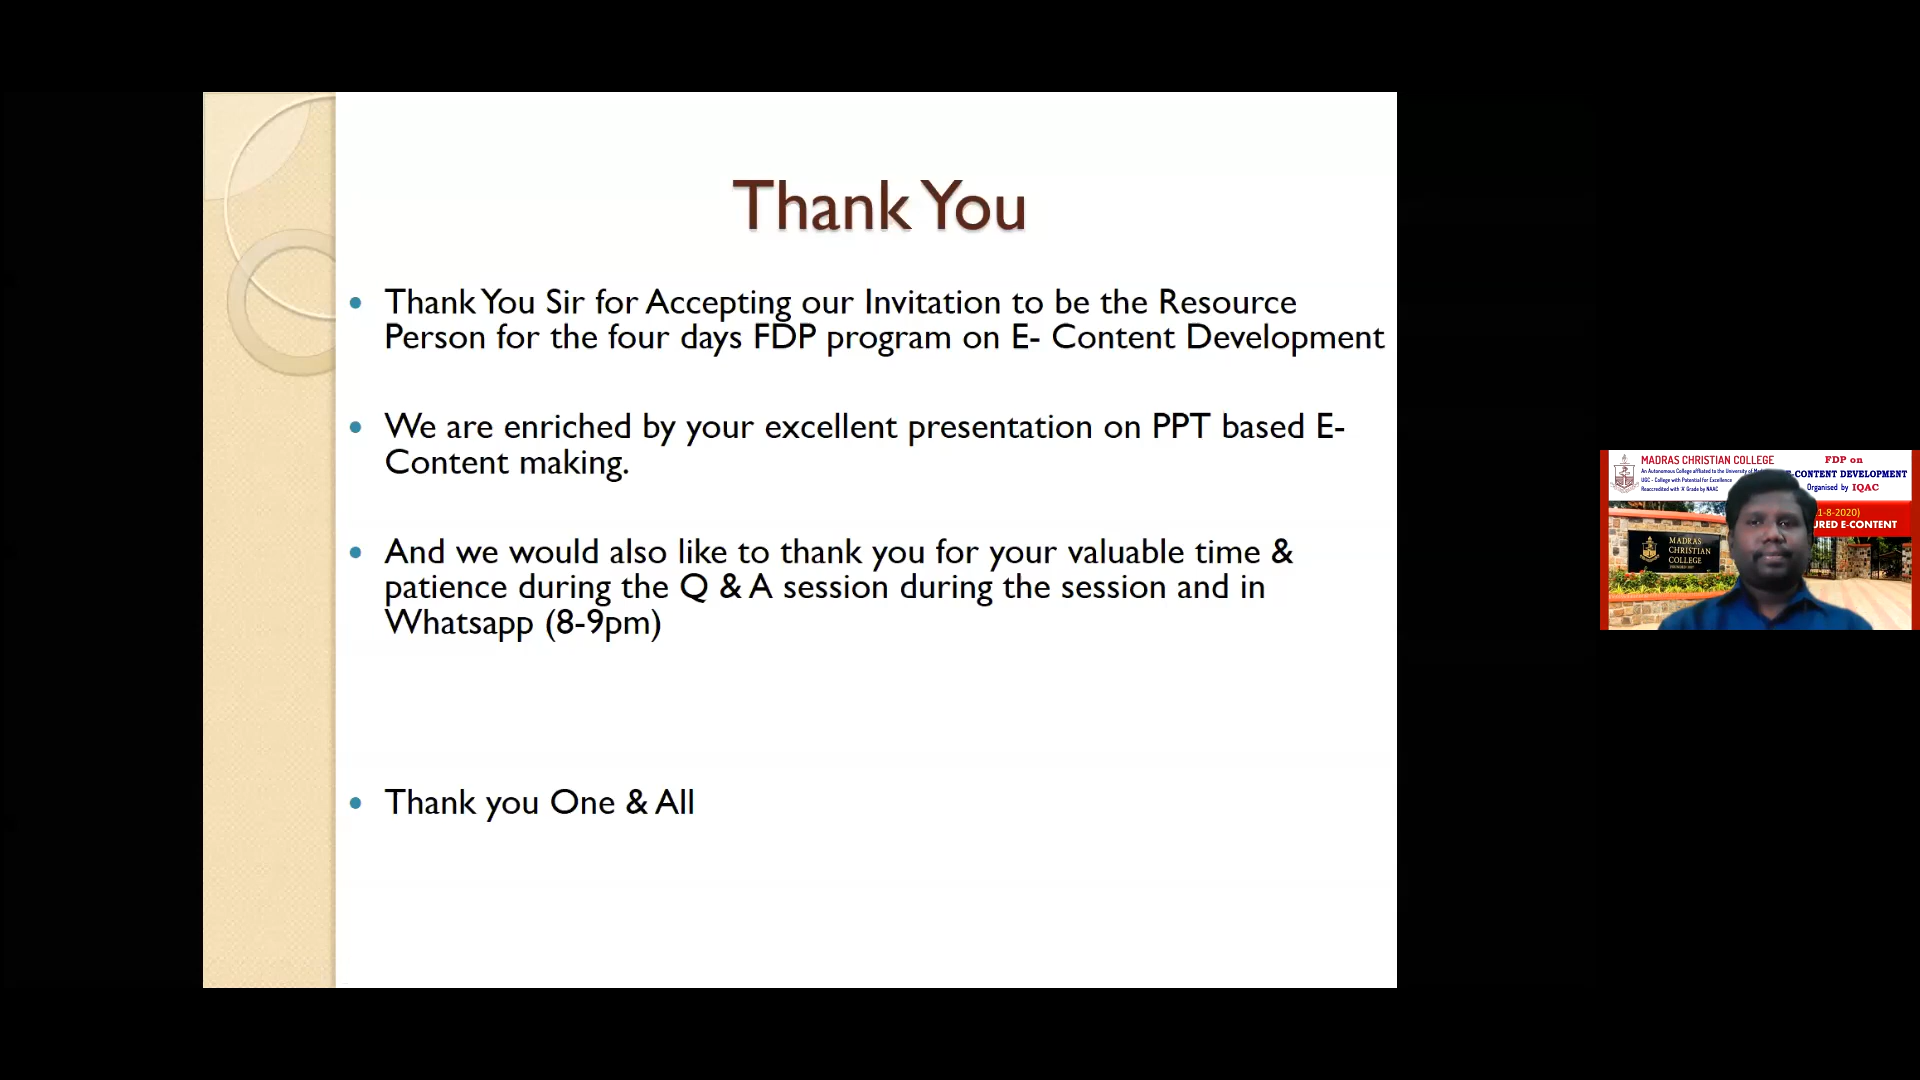 Thank You
• Thank You Sir for Accepting our Invitation to be the Resource
Person for the four days FDP program on E- Content Development
• We are enriched by your excellent presentation on PPT based E-
Content making.
• And we would also like to thank you for your valuable time &
patience during the Q & A session during the session and in
Whatsapp (8-9pm)
• Thank you One & All
MADRAS CHRISTIAN COLLEGE
An Autonomous College affiliated to the University of
UGC - College with Potential for Excellence
Reaccredited with 'A' Grade by NAAC
FDP on
CONTENT DEVELOPMENT
Organised by IQAC
1-8-2020)
URED E-CONTENT
MADRAS
CHRISTIAN
COLLEGE